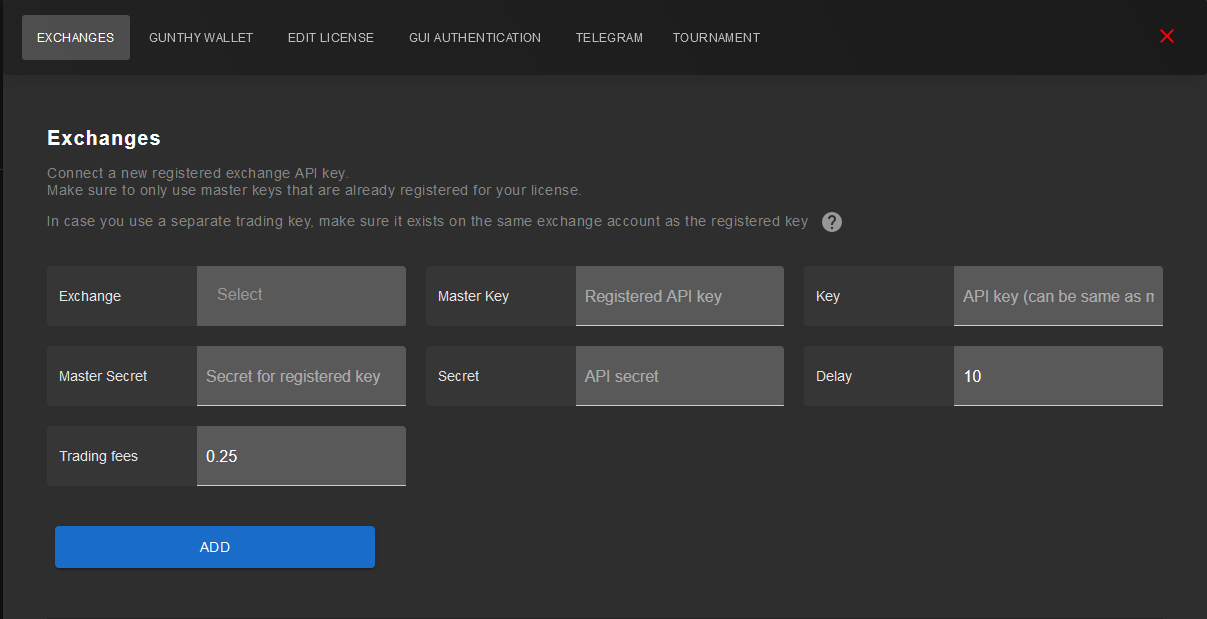 EXCHANGES GUNTHY WALLET EDIT LICENSE GUI AUTHENTICATION TELEGRAM TOURNAMENT
Exchanges
Connect a new registered exchange API key.
Make sure to only use master keys that are already registered for your license.
In case you use a separate trading key, make sure it exists on the same exchange account as the registered key ?
Exchange Select Master Key Registered API key Key API key (can be same as m
Master Secret Secret for registered key Secret API secret Delay 10
Trading fees 0.25
ADD